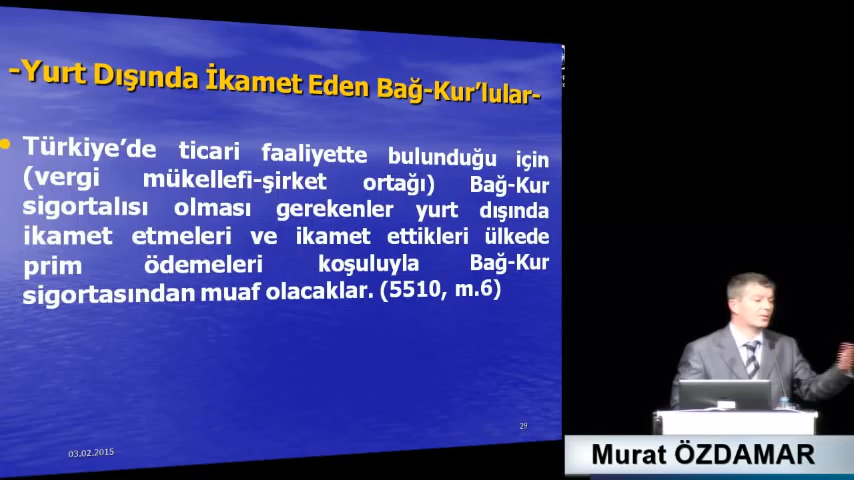 -Yurt Dışında İkamet Eden Bağ-Kur’lular-
• Türkiye’de ticari faaliyette bulunduğu için
(vergi mükellefi-şirket ortağı) Bağ-Kur
sigortalısı olması gerekenler yurt dışında
ikamet etmeleri ve ikamet ettikleri ülkede
prim ödemeleri koşuluyla Bağ-Kur
sigortasından muaf olacaklar. (5510, m.6)
29
03.02.2015
Murat ÖZDAMAR